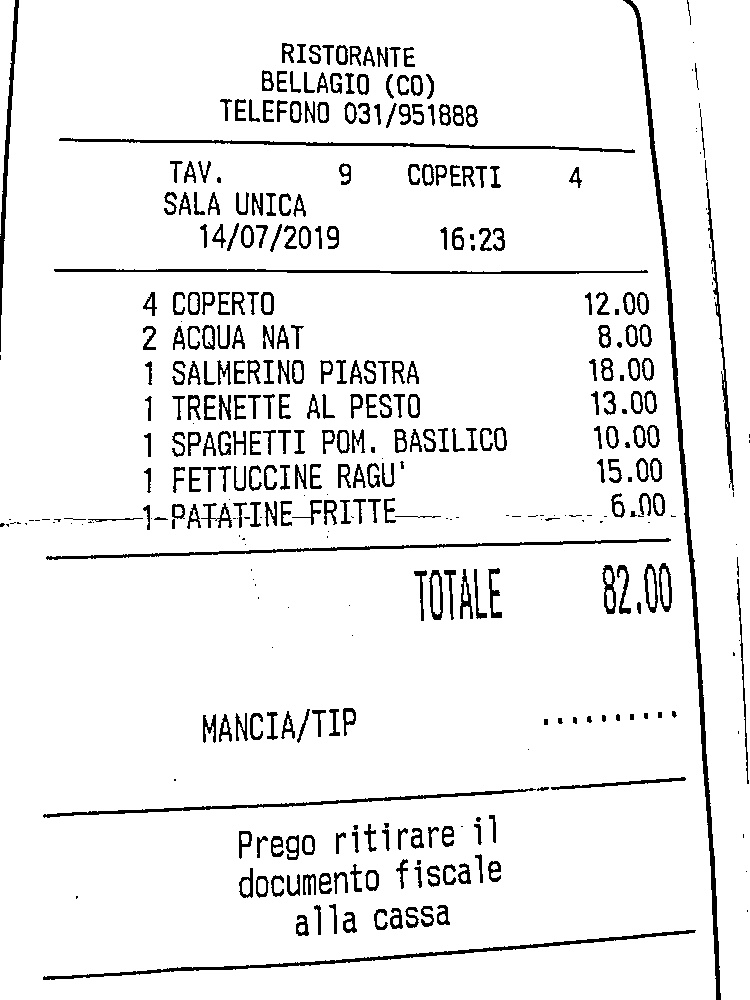 RISTORANTE
BELLAGIO (CO)
TELEFONO 031/951888
TAV. 9 COPERTI 4
SALA UNICA
14/07/2019 16:23
4 COPERTO 12.00
2 ACQUA NAT 8.00
1 SALMERINO PIASTRA 18.00
1 TRENETTE AL PESTO 13.00
1 SPAGHETTI POM. BASILICO 10.00
1 FETTUCCINE RAGU' 15.00
1 PATATINE FRITTE 6.00
TOTALE 82.00
MANCIA/TIP ..........
Prego ritirare il
documento fiscale
alla cassa